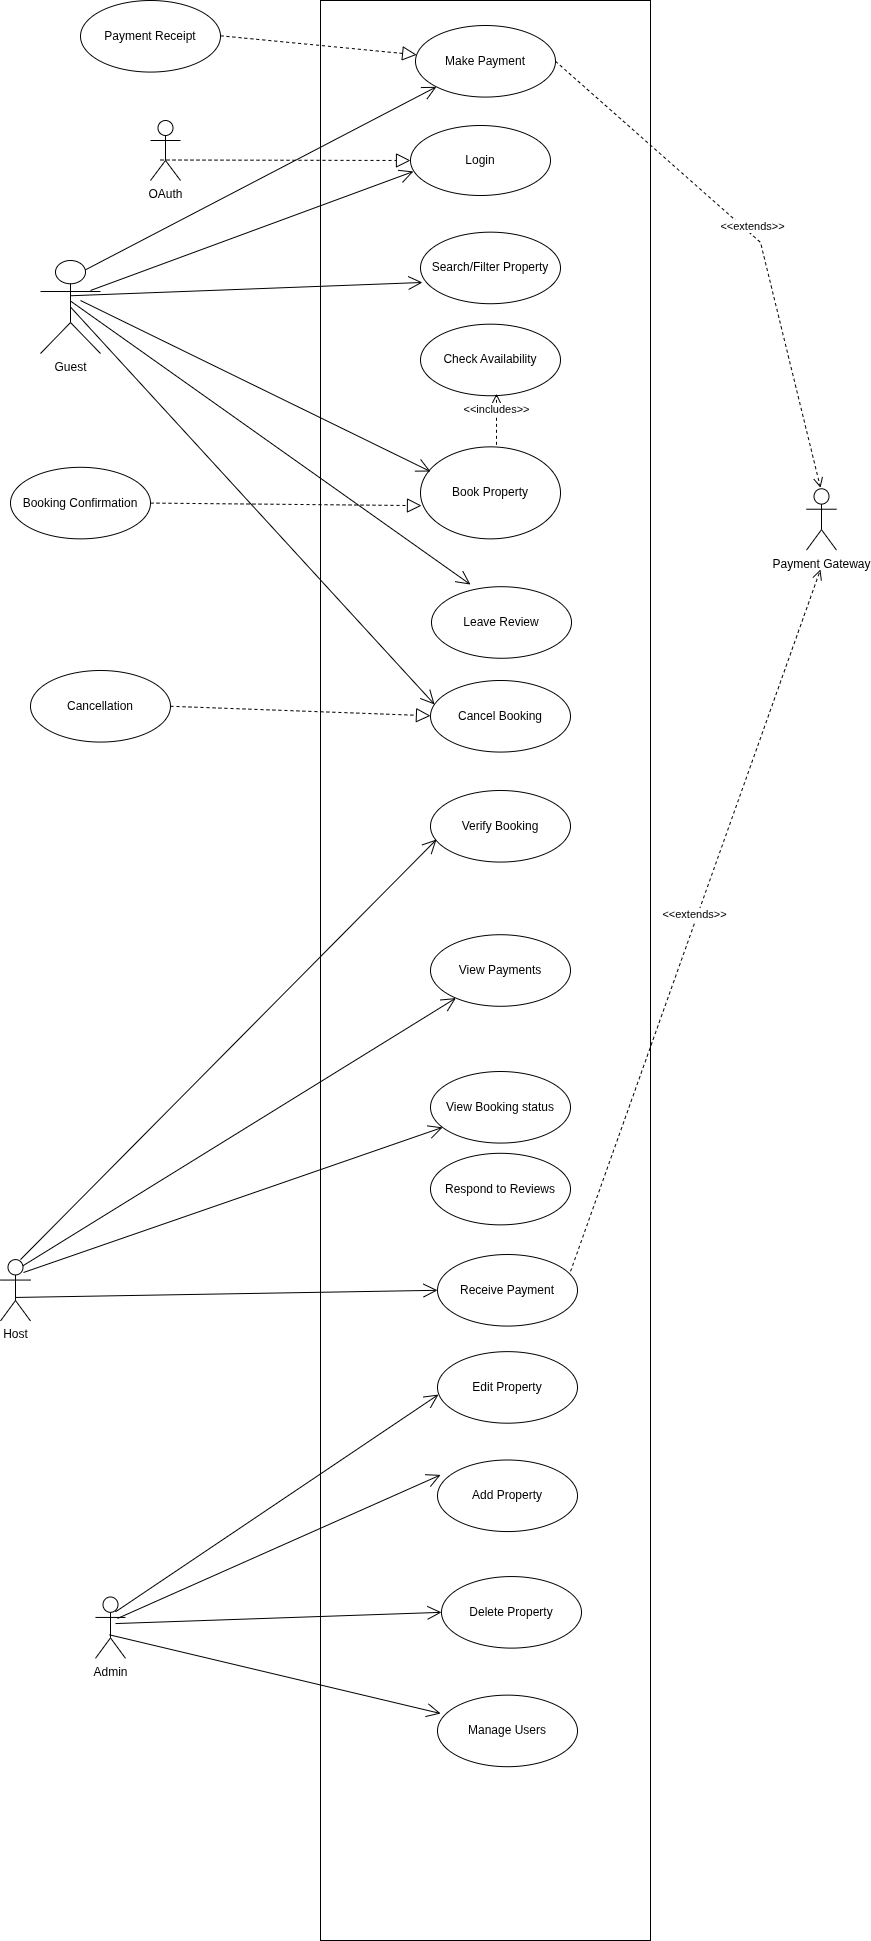 Payment Receipt
Make Payment
OAuth
Login
<<extends>>
Search/Filter Property
Guest
Check Availability
<<includes>>
Booking Confirmation
Book Property
Payment Gateway
Leave Review
Cancellation
Cancel Booking
Verify Booking
<<extends>>
View Payments
View Booking status
Respond to Reviews
Receive Payment
Host
Edit Property
Add Property
Delete Property
Admin
Manage Users